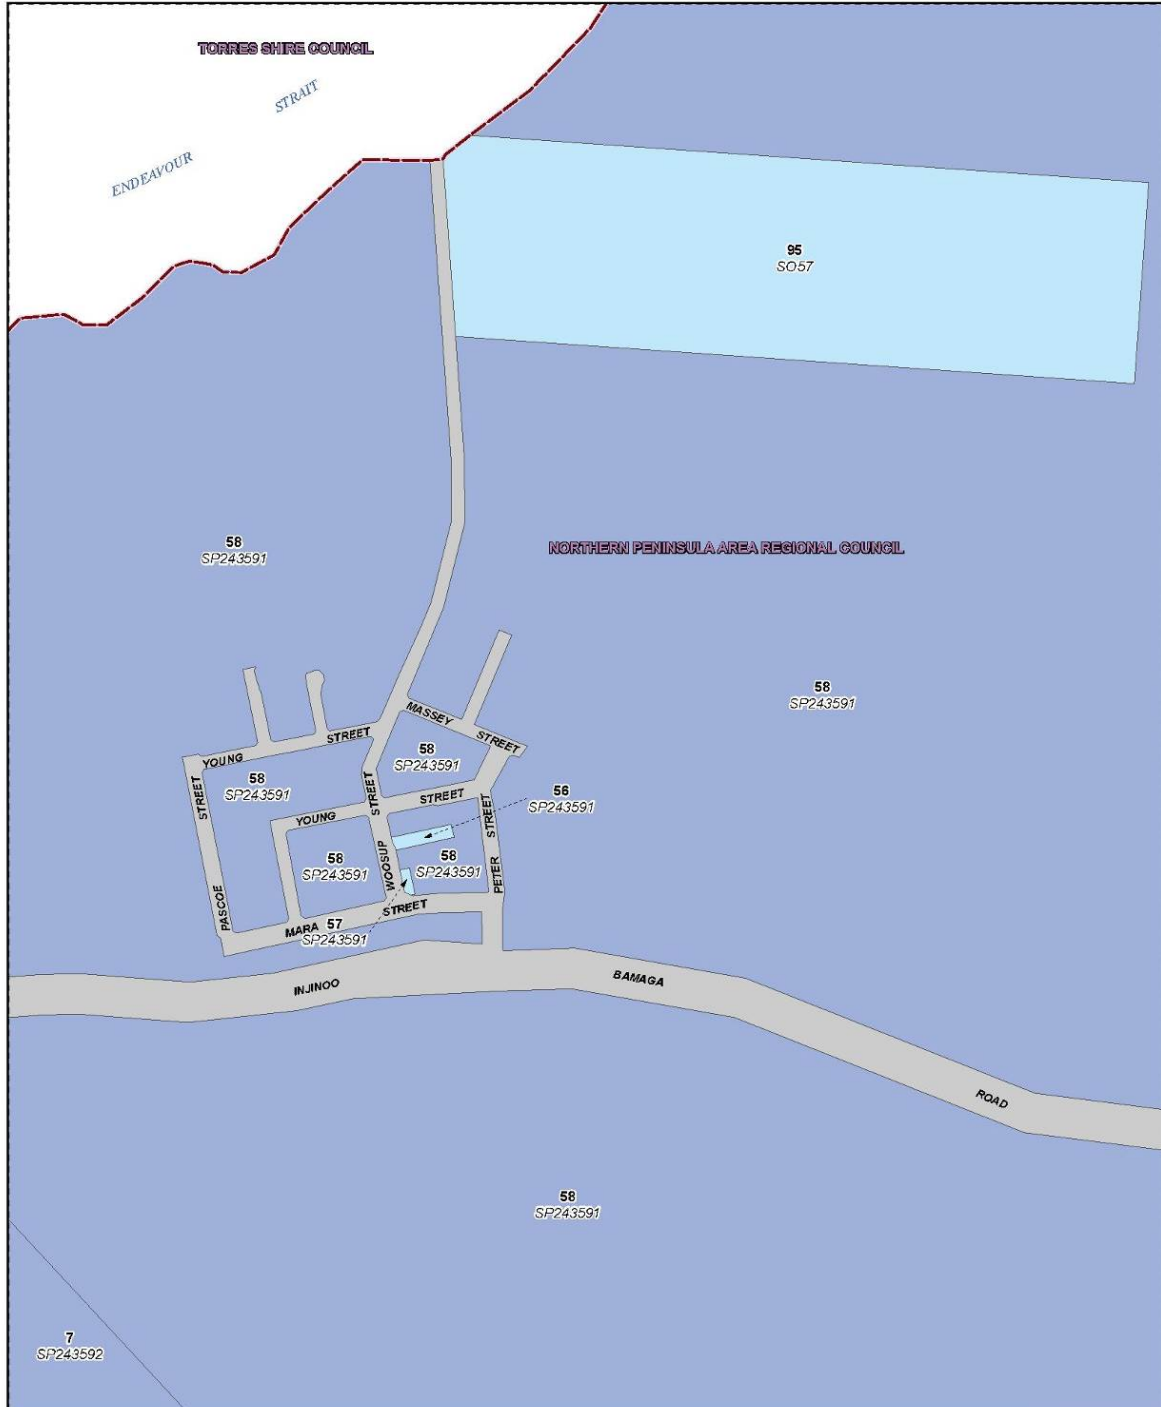 TORRES SHIRE COUNCIL
STRAIT
ENDEAVOUR
95
SO57
58
SP243591
NORTHERN PENINSULA AREA REGIONAL COUNCIL
58
SP243591
MASSEY
STREET
YOUNG
STREET
58
SP243591
58
SP243591
STREET
STREET
YOUNG
STREET
56
SP243591
STREET
58
SP243591
WOOSUP
58
SP243591
PETER
PASCOE
MARA
STREET
57
SP243591
INJINOO
BAMAGA
ROAD
58
SP243591
7
SP243592